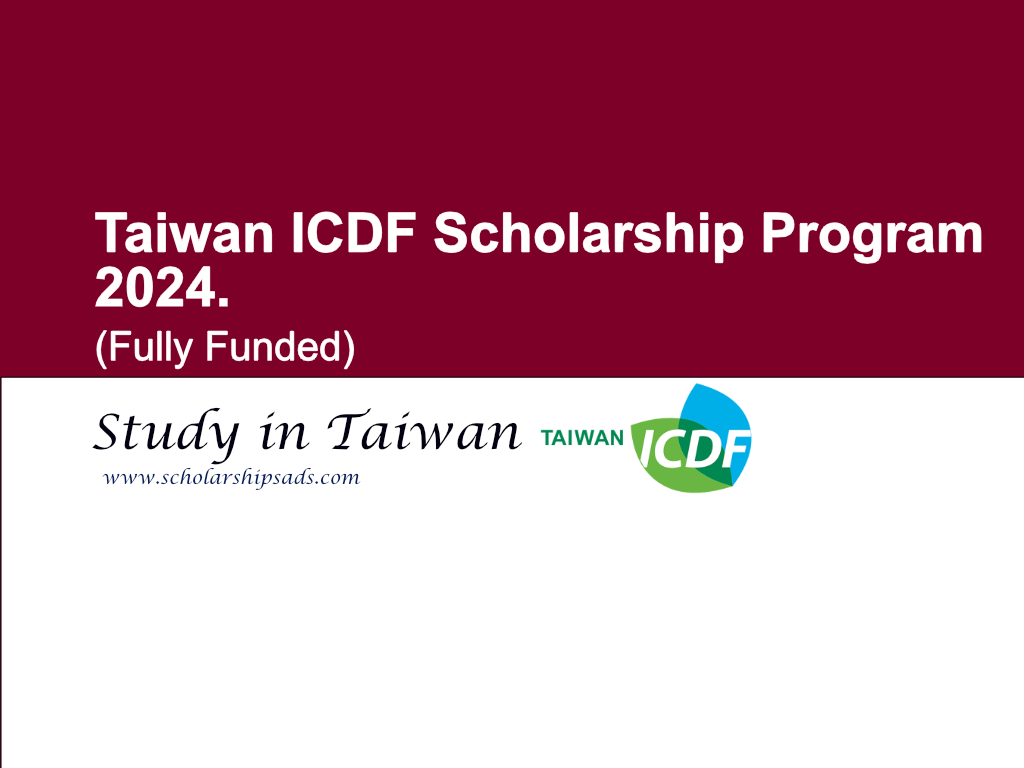 Taiwan ICDF Scholarship Program
2024.
(Fully Funded)
Study in Taiwan
TAIWAN ICDF
www.scholarshipsads.com